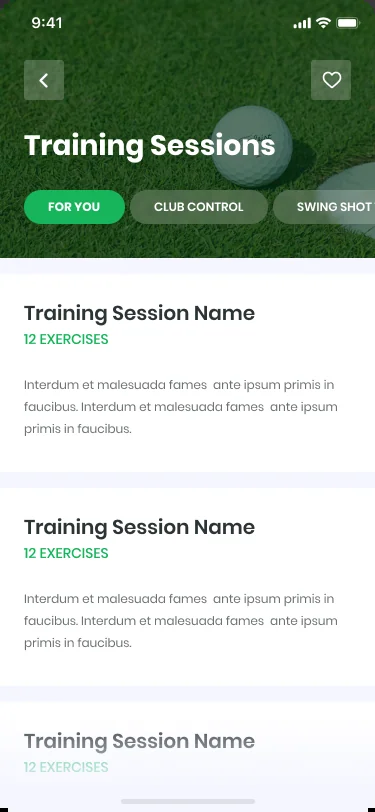 9:41
Training Sessions
FOR YOU CLUB CONTROL SWING SHOT
Training Session Name
12 EXERCISES
Interdum et malesuada fames  ante ipsum primis in
faucibus. Interdum et malesuada fames  ante ipsum
primis in faucibus.
Training Session Name
12 EXERCISES
Interdum et malesuada fames  ante ipsum primis in
faucibus. Interdum et malesuada fames  ante ipsum
primis in faucibus.
Training Session Name
12 EXERCISES